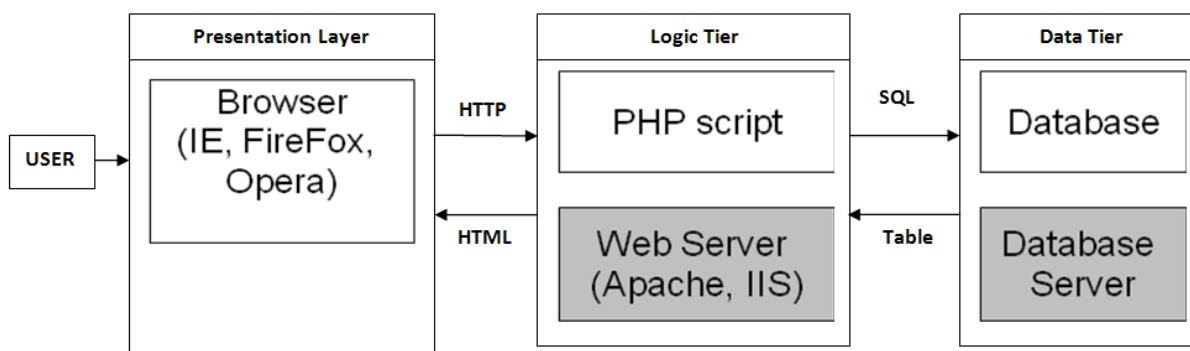 Presentation Layer
Logic Tier
Data Tier
USER
Browser
(IE, FireFox,
Opera)
HTTP
HTML
PHP script
Web Server
(Apache, IIS)
SQL
Table
Database
Database
Server